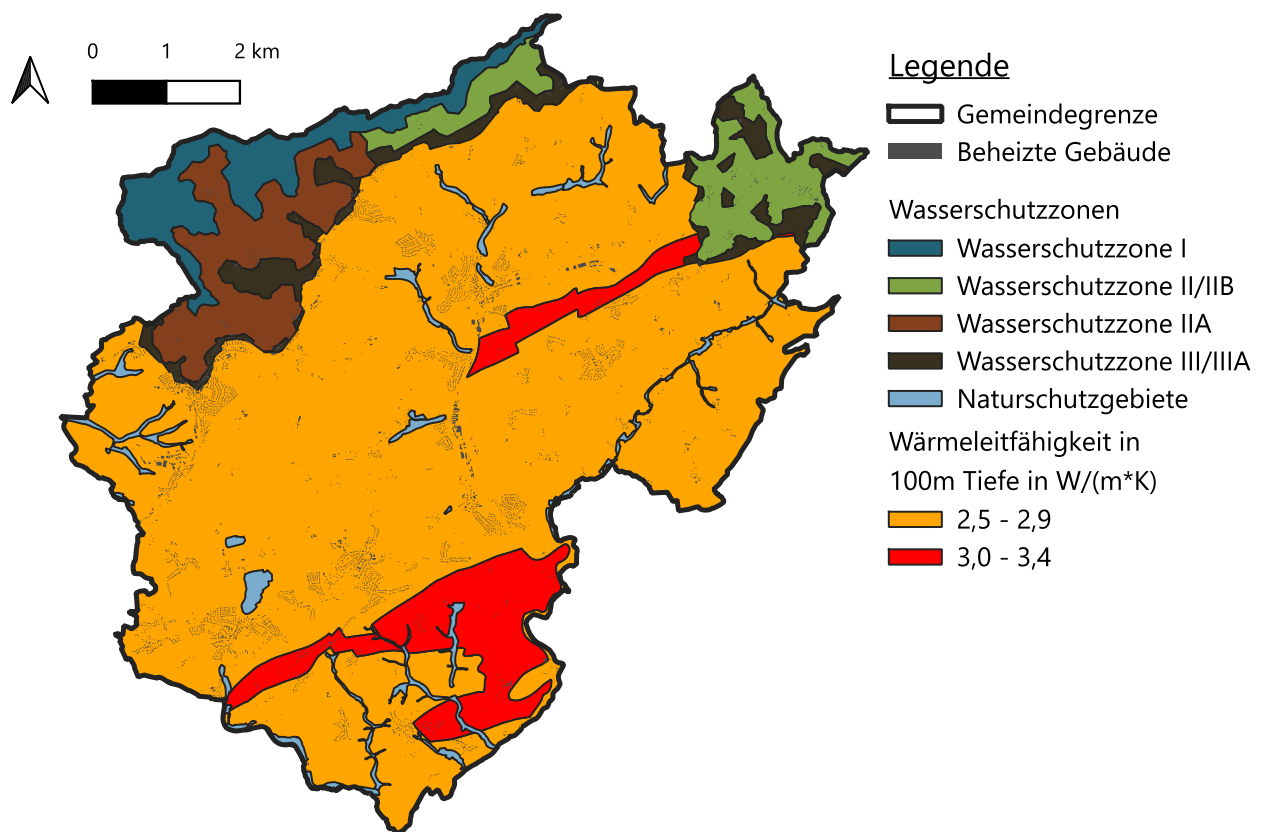 0 1 2 km
Legende
Gemeindegrenze
Beheizte Gebäude
Wasserschutzzonen
Wasserschutzzone I
Wasserschutzzone II/IIB
Wasserschutzzone IIA
Wasserschutzzone III/IIIA
Naturschutzgebiete
Wärmeleitfähigkeit in
100m Tiefe in W/(m*K)
2,5 - 2,9
3,0 - 3,4